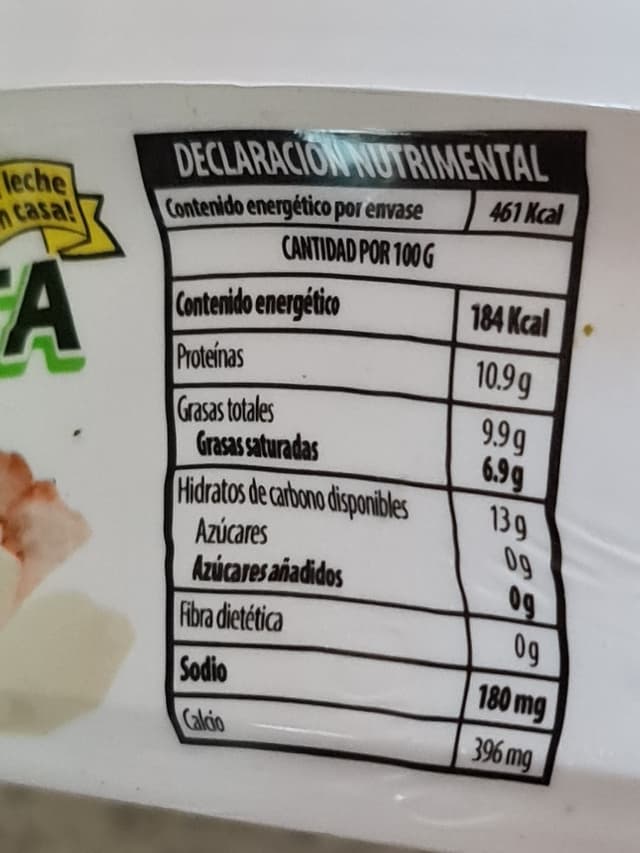 leche
n casa!
TA
DECLARACIÓN NUTRIMENTAL
Contenido energético por envase 461 Kcal
CANTIDAD POR 100 G
Contenido energético 184 Kcal
Proteínas 10.9 g
Grasas totales 9.9 g
Grasas saturadas 6.9 g
Hidratos de carbono disponibles 13 g
Azúcares 0 g
Azúcares añadidos 0 g
Fibra dietética 0 g
Sodio 180 mg
Calcio 396 mg